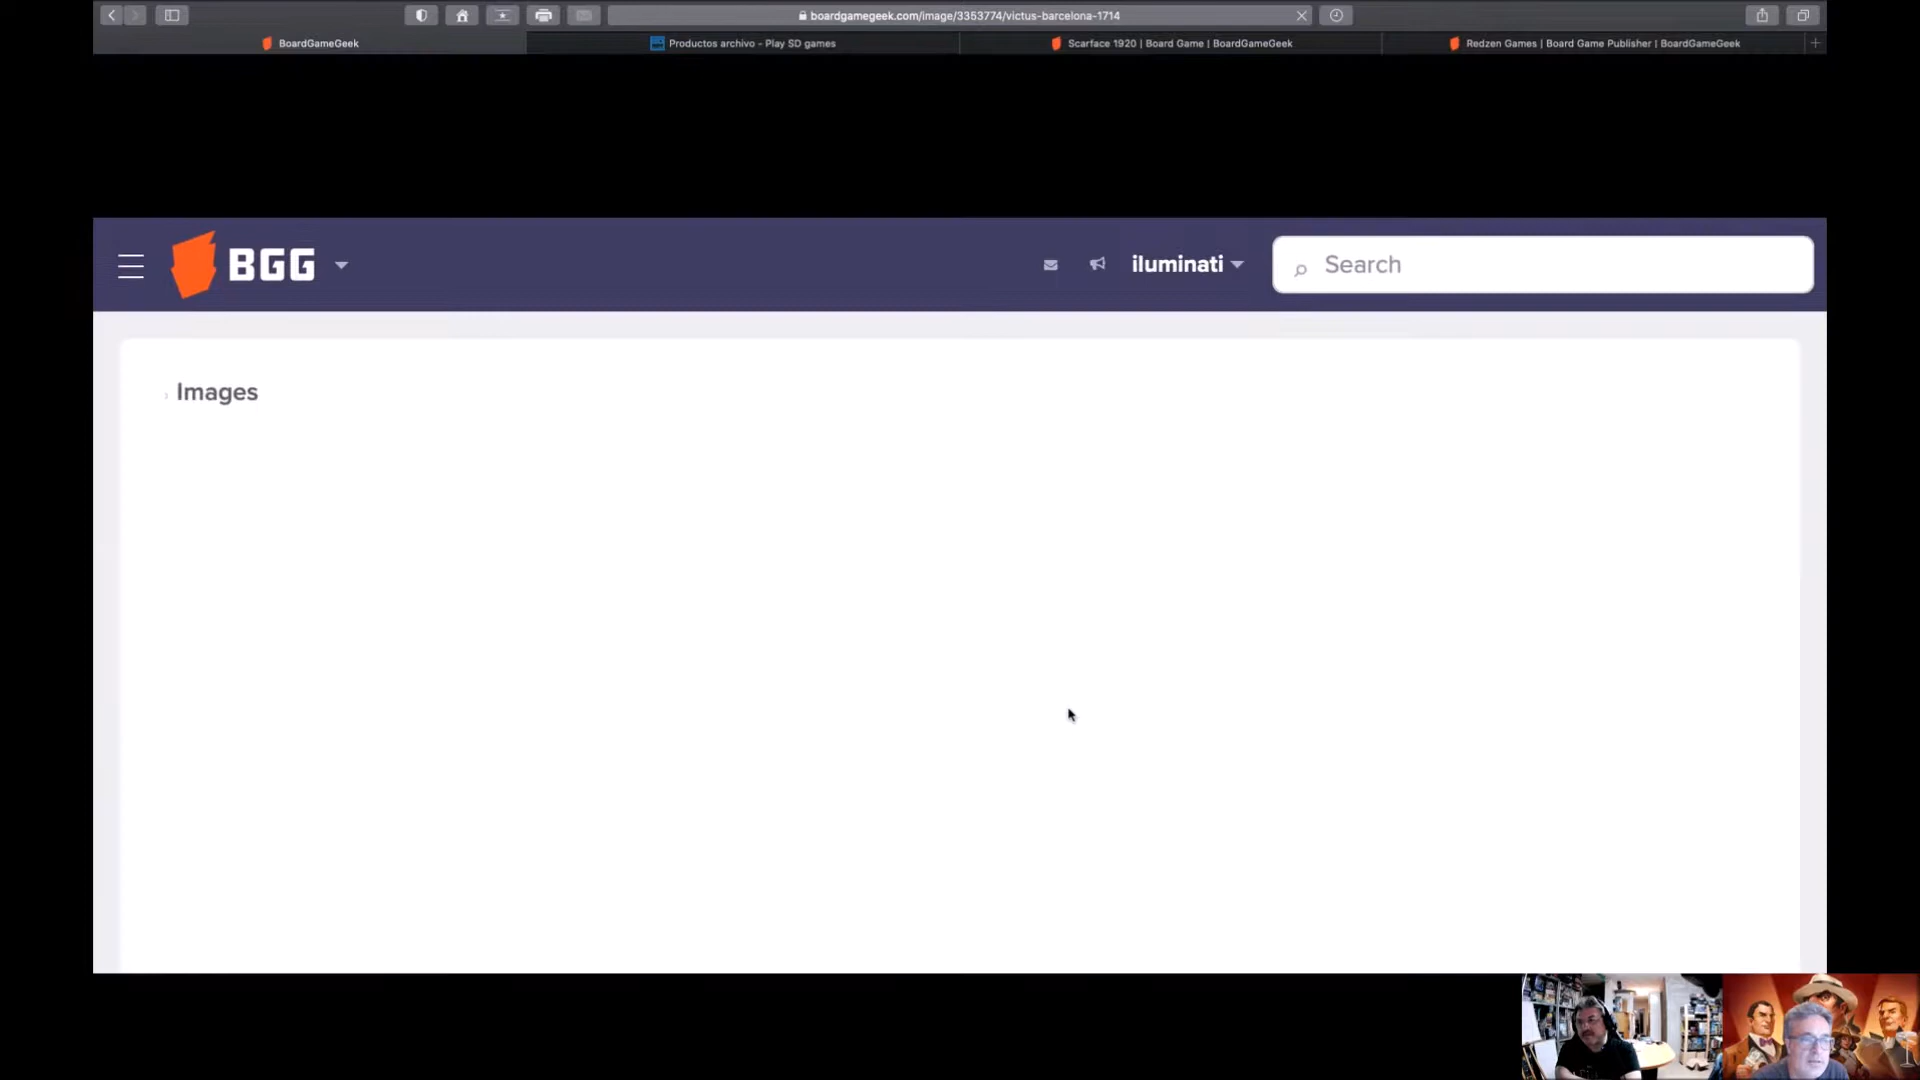 boardgamegeek.com/image/3353774/victus-barcelona-1714
BoardGameGeek
Productos archivo - Play SD games
Scarface 1920 | Board Game | BoardGameGeek
Redzen Games | Board Game Publisher | BoardGameGeek
BGG
iluminati
Search
Images